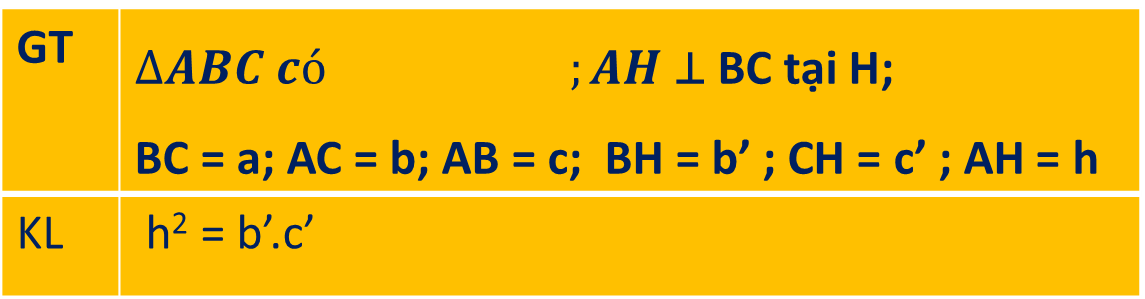 GT
ΔABC có ; AH ⊥ BC tại H;
BC = a; AC = b; AB = c; BH = b’ ; CH = c’ ; AH = h
KL h² = b’.c’